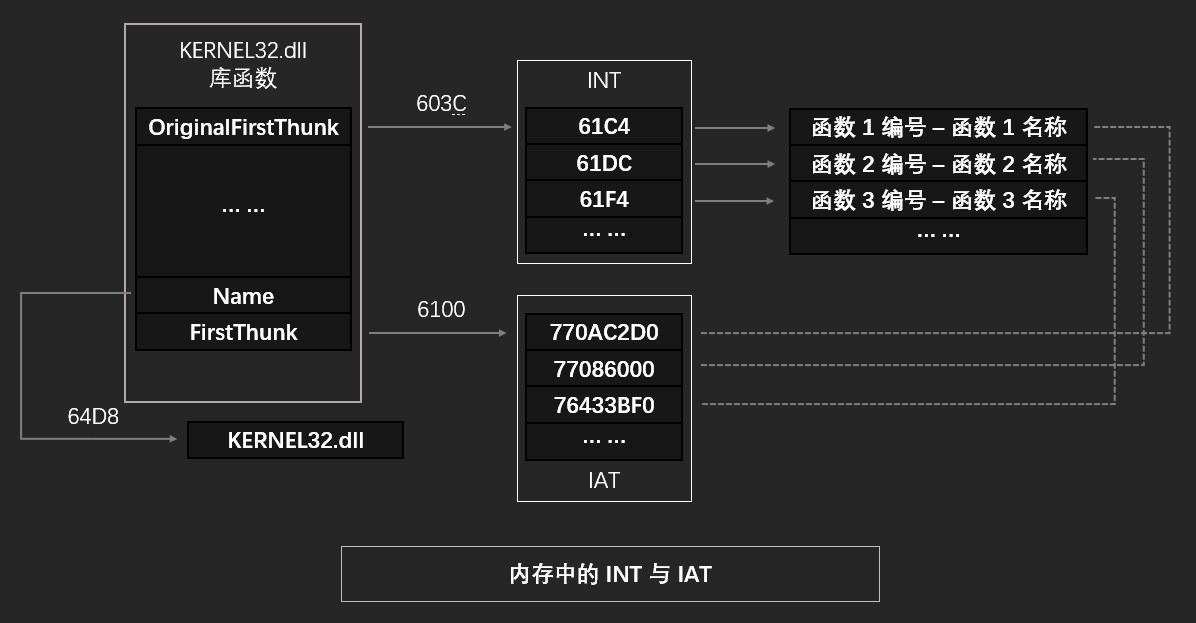 KERNEL32.dll
库函数
OriginalFirstThunk
... ...
Name
FirstThunk
64D8
KERNEL32.dll
603C
INT
61C4
61DC
61F4
... ...
函数 1 编号 – 函数 1 名称
函数 2 编号 – 函数 2 名称
函数 3 编号 – 函数 3 名称
... ...
6100
770AC2D0
77086000
76433BF0
... ...
IAT
内存中的 INT 与 IAT